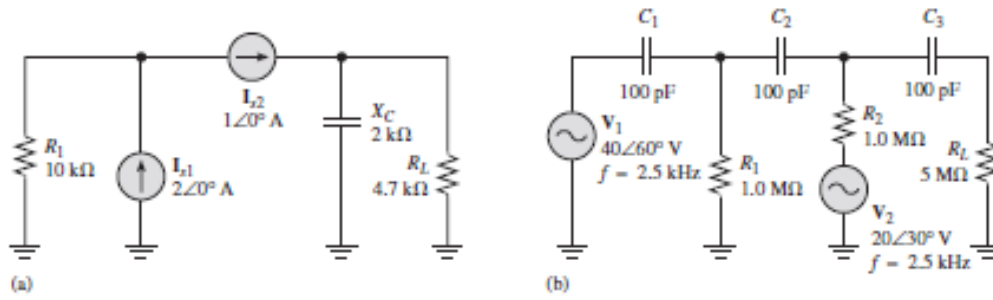 R1
10 kΩ
Is1
2∠0° A
Is2
1∠0° A
XC
2 kΩ
RL
4.7 kΩ
(a)
C1
100 pF
C2
100 pF
C3
100 pF
V1
40∠60° V
f = 2.5 kHz
R1
1.0 MΩ
R2
1.0 MΩ
V2
20∠30° V
f = 2.5 kHz
RL
5 MΩ
(b)